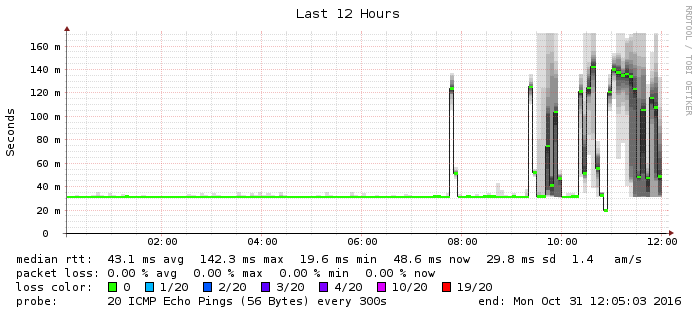 Last 12 Hours
RRDTOOL / TOBI OETIKER
Seconds
160 m
140 m
120 m
100 m
80 m
60 m
40 m
20 m
0
02:00 04:00 06:00 08:00 10:00 12:00
median rtt: 43.1 ms avg 142.3 ms max 19.6 ms min 48.6 ms now 29.8 ms sd 1.4 am/s
packet loss: 0.00 % avg 0.00 % max 0.00 % min 0.00 % now
loss color: 0 1/20 2/20 3/20 4/20 10/20 19/20
probe: 20 ICMP Echo Pings (56 Bytes) every 300s end: Mon Oct 31 12:05:03 2016